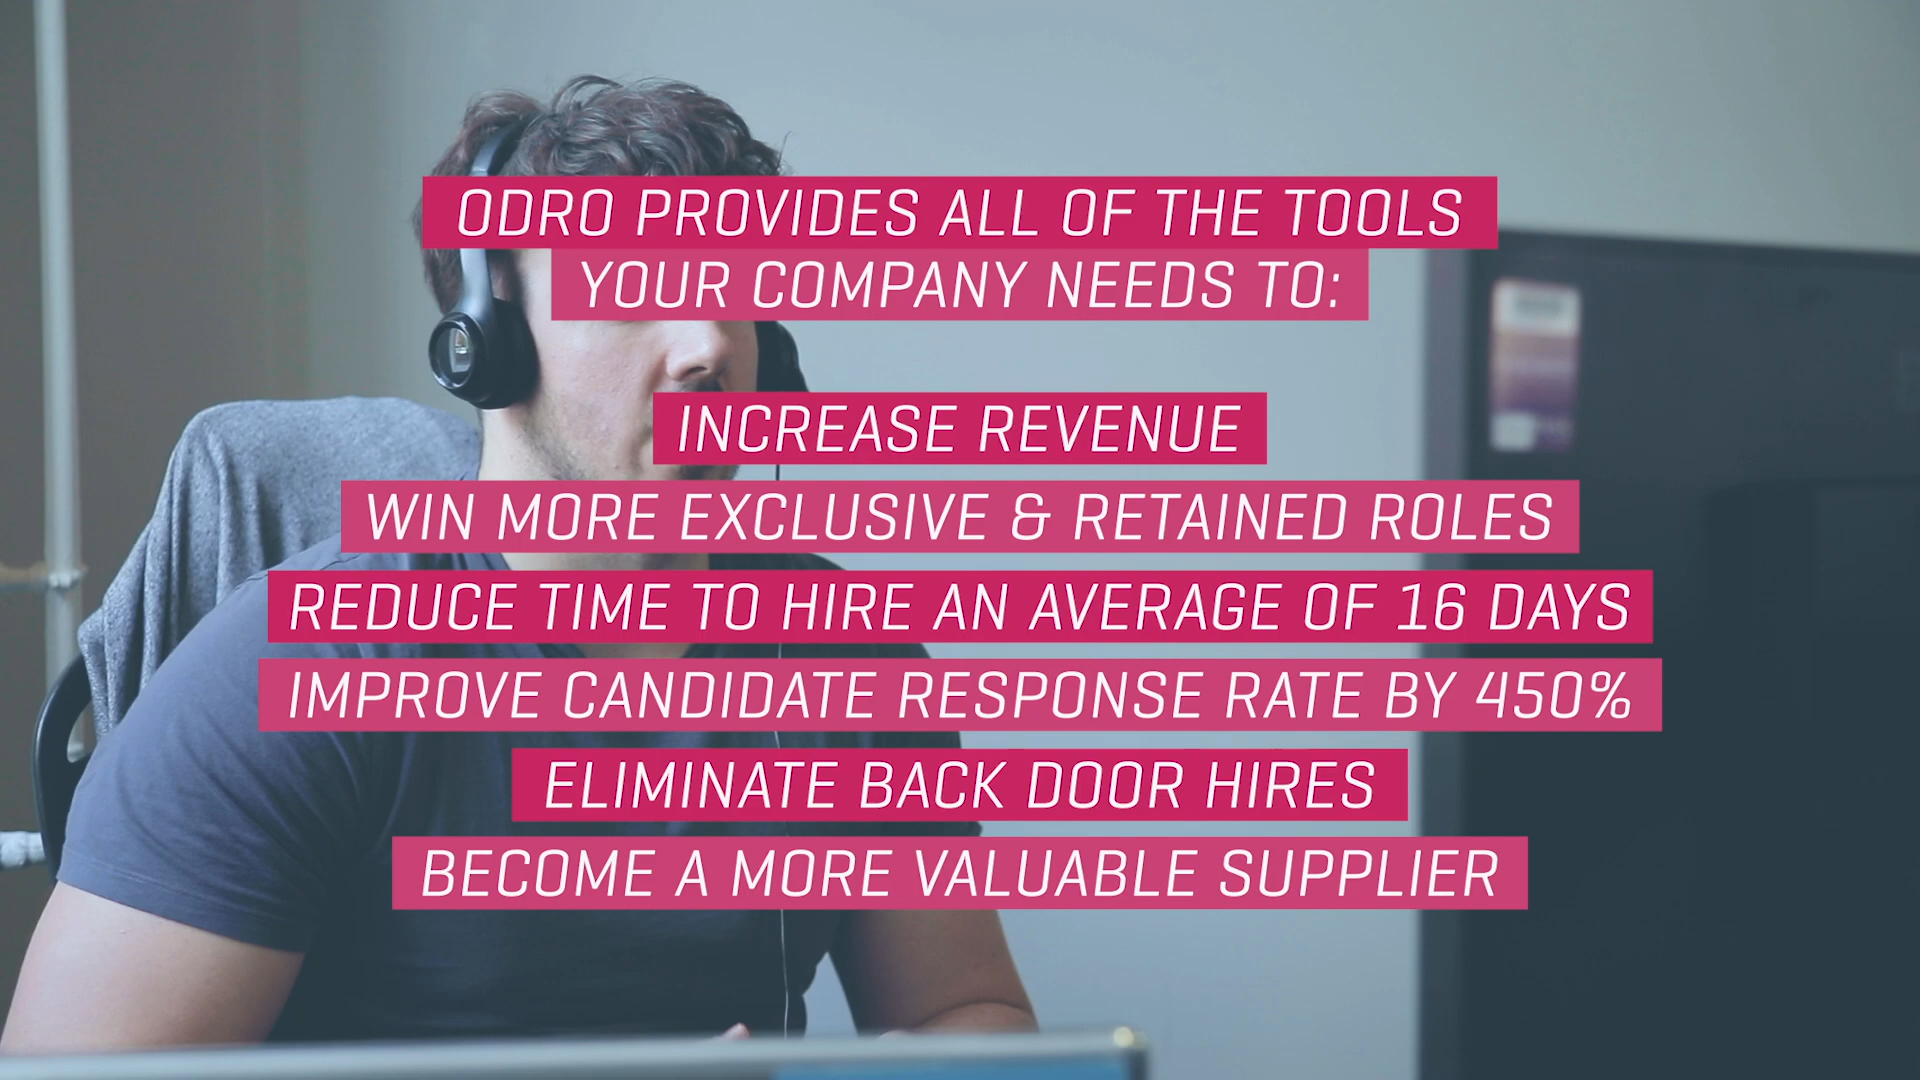 ODRO PROVIDES ALL OF THE TOOLS
YOUR COMPANY NEEDS TO:
INCREASE REVENUE
WIN MORE EXCLUSIVE & RETAINED ROLES
REDUCE TIME TO HIRE AN AVERAGE OF 16 DAYS
IMPROVE CANDIDATE RESPONSE RATE BY 450%
ELIMINATE BACK DOOR HIRES
BECOME A MORE VALUABLE SUPPLIER